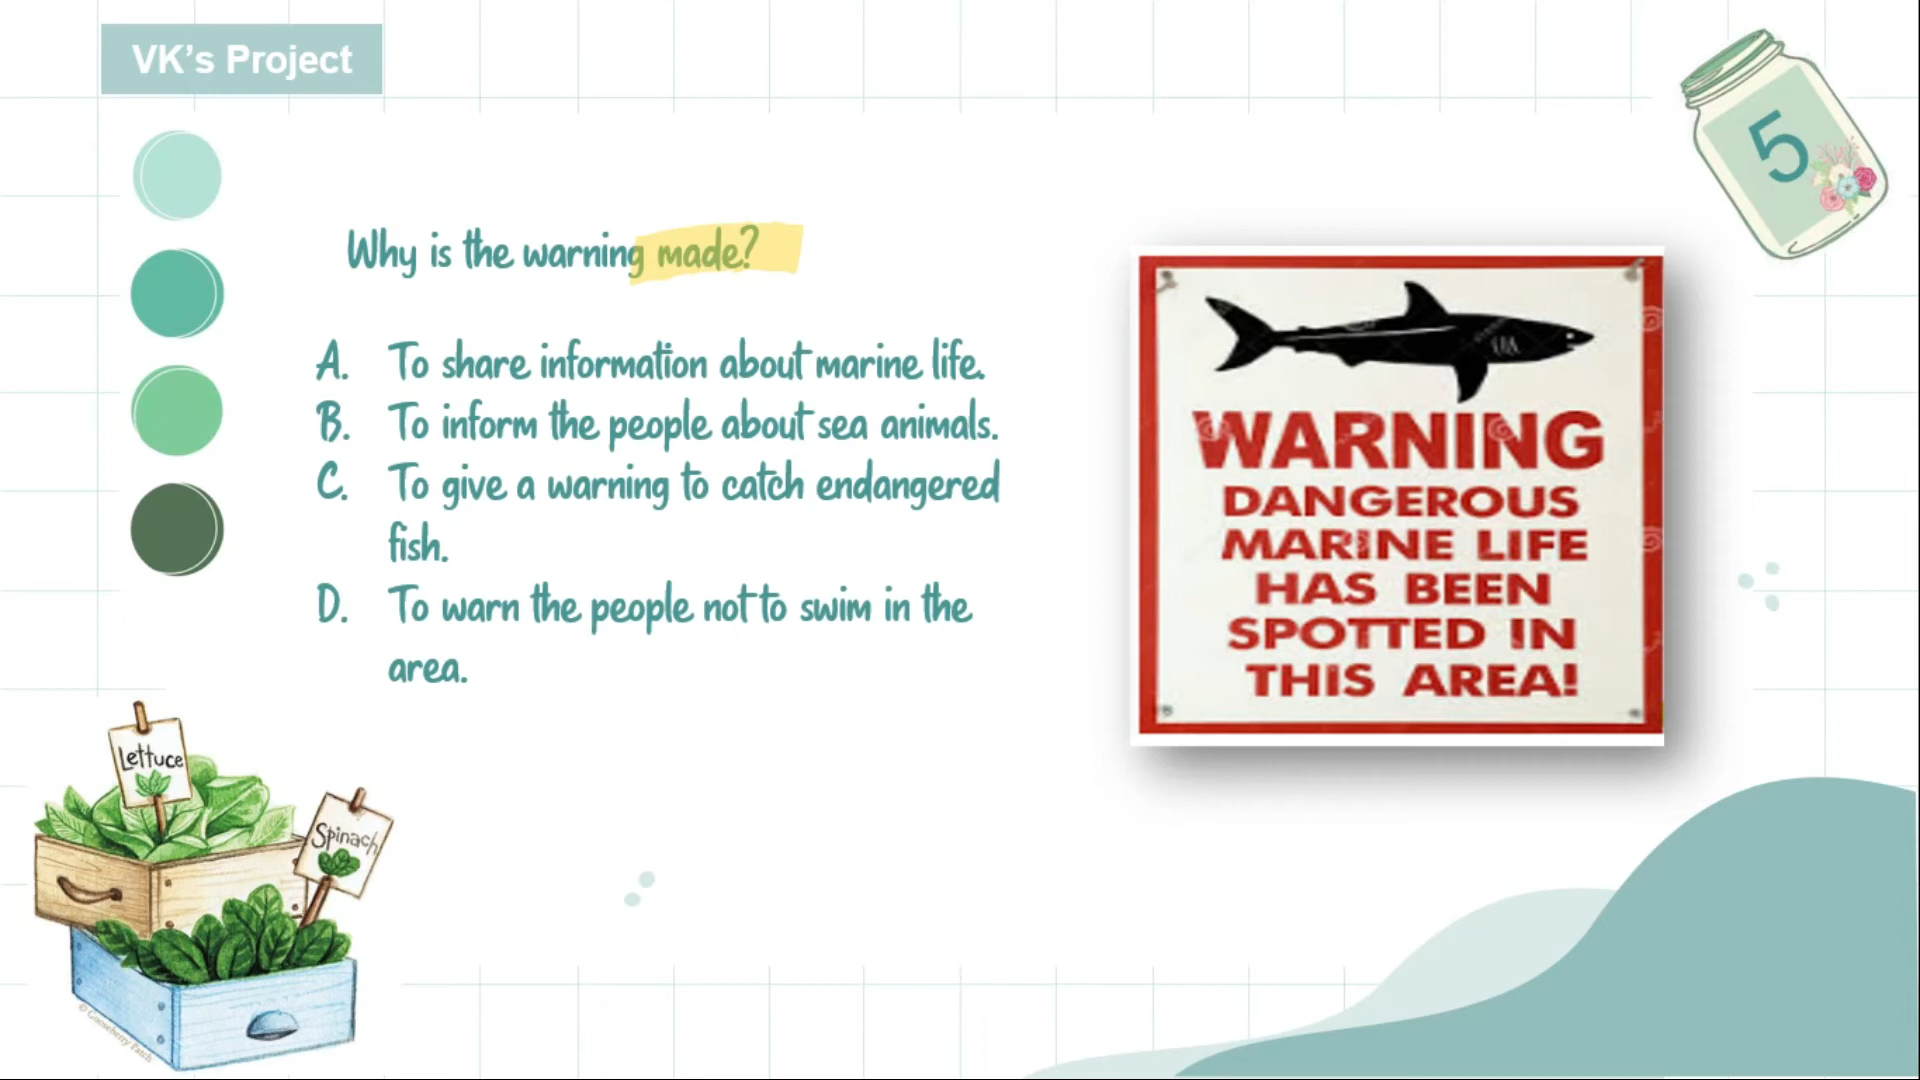 VK's Project
5
Why is the warning made?
A. To share information about marine life.
B. To inform the people about sea animals.
C. To give a warning to catch endangered
fish.
D. To warn the people not to swim in the
area.
WARNING
DANGEROUS
MARINE LIFE
HAS BEEN
SPOTTED IN
THIS AREA!
Lettuce
Spinach
© Gooseberry Patch